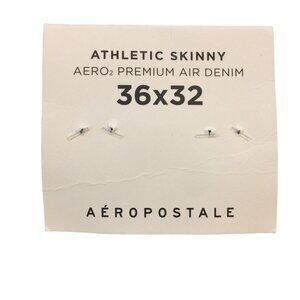 ATHLETIC SKINNY
AERO₂ PREMIUM AIR DENIM
36x32
AÉROPOSTALE